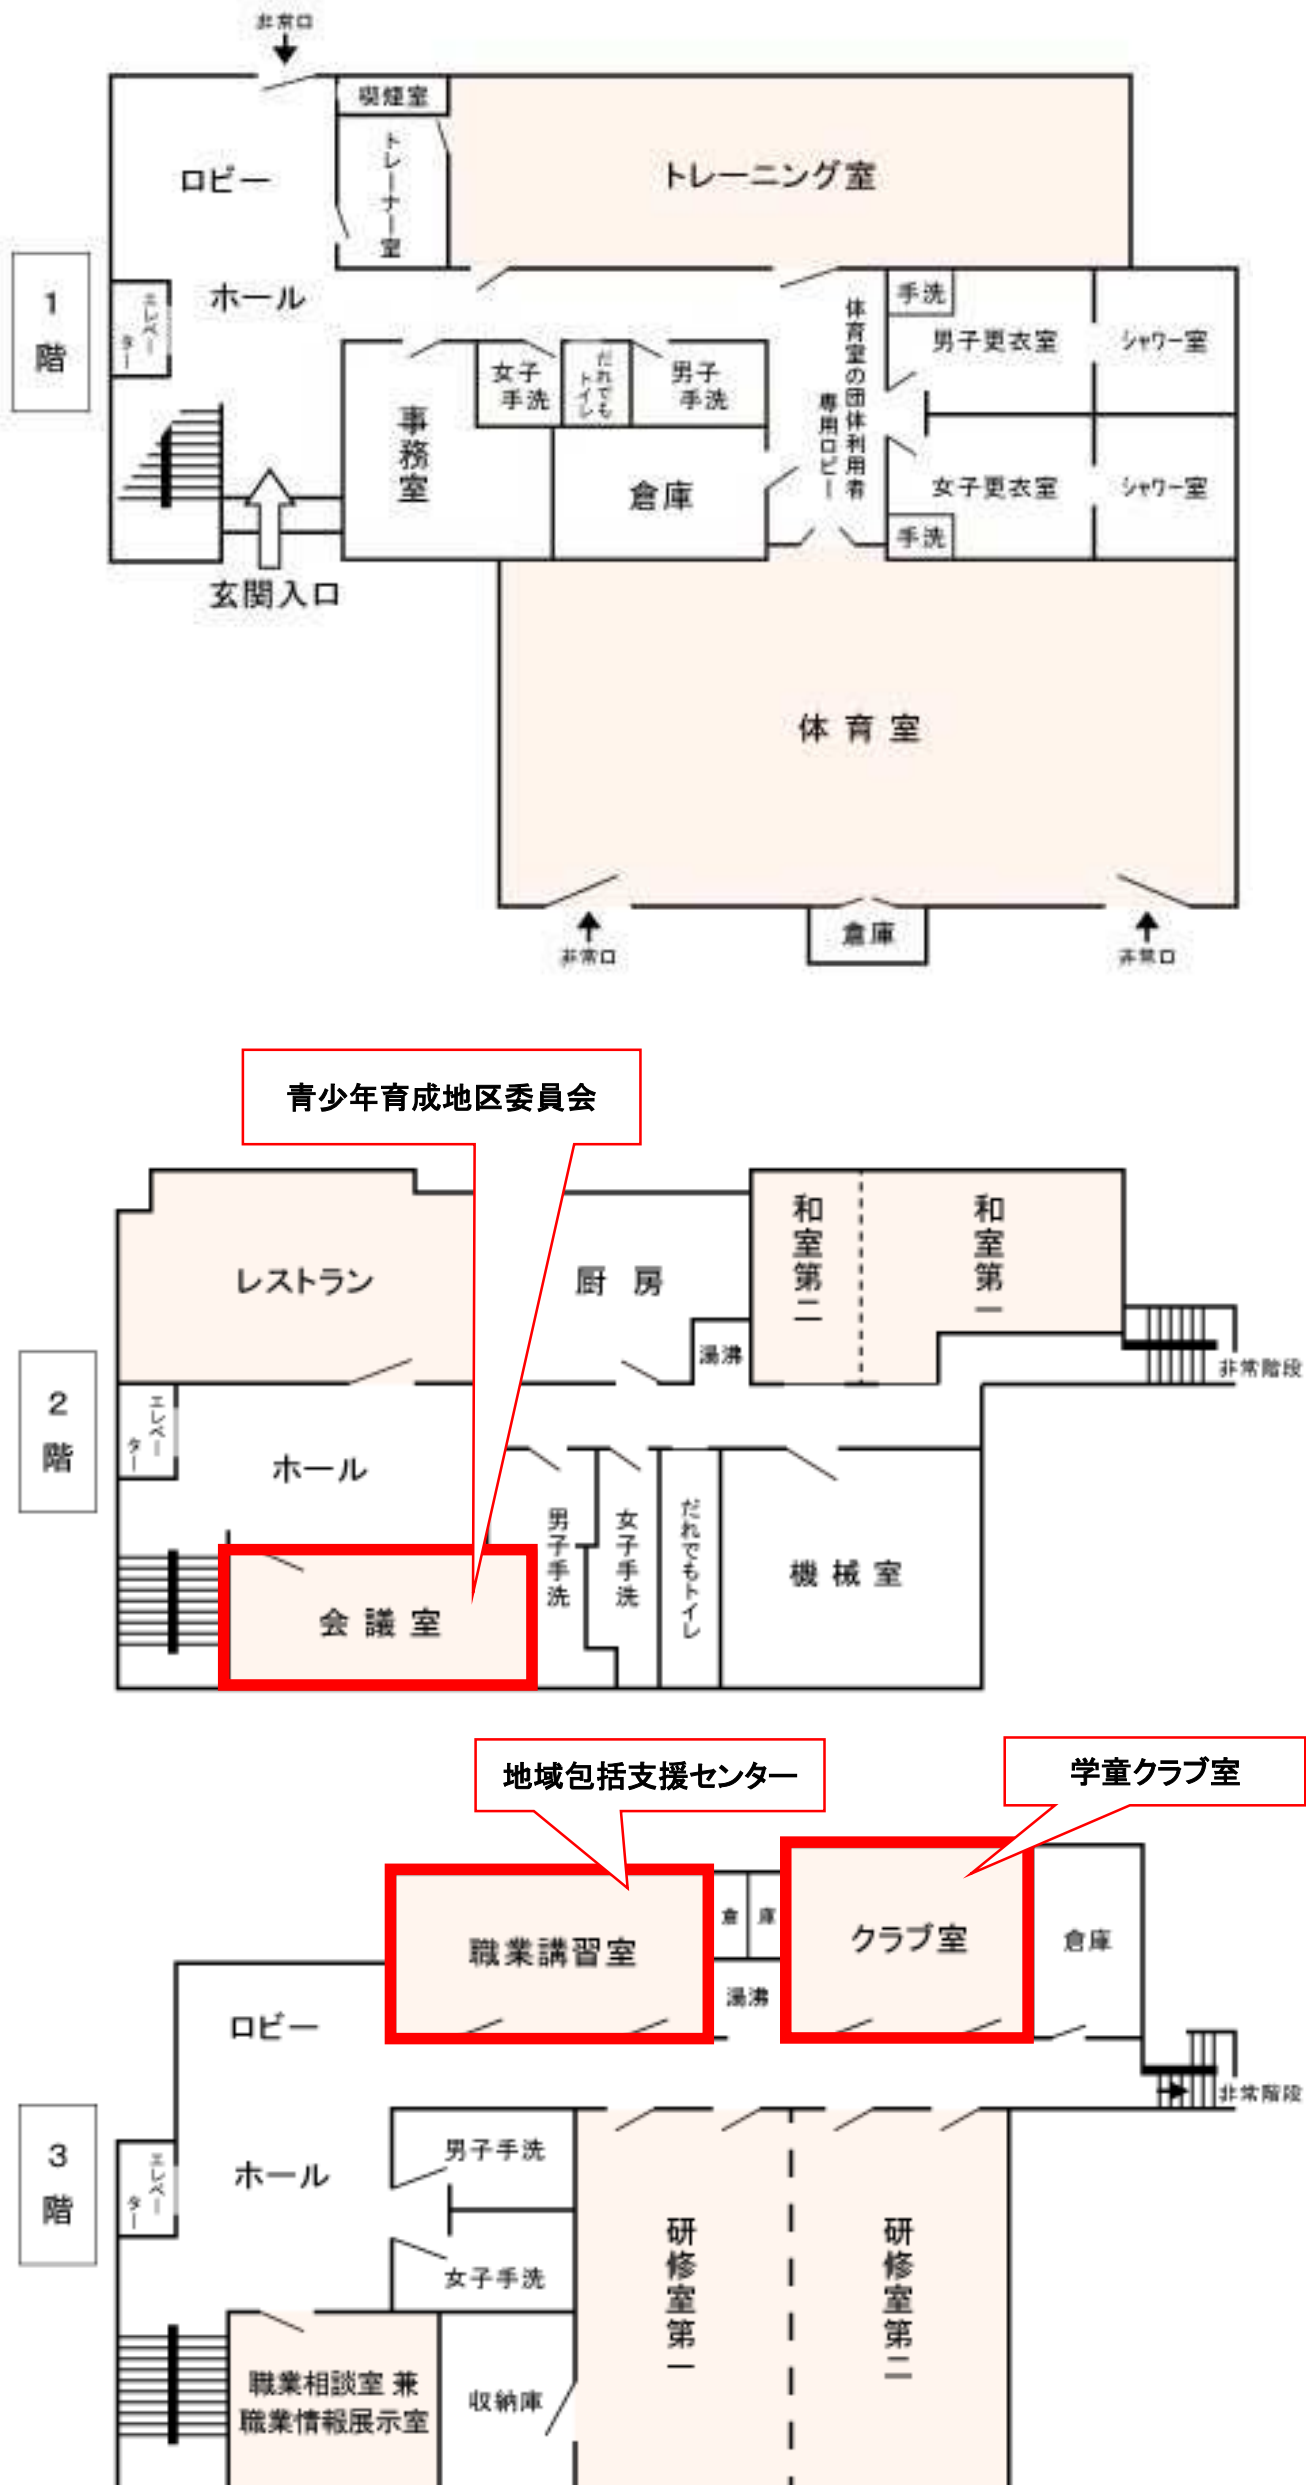 非常口
喫煙室
トレーナー室
トレーニング室
ロビー
1
階
エレベーター
ホール
手洗
男子更衣室
シャワー室
体育室の団体利用者
専用ロビー
女子
手洗
だれでも
トイレ
男子
手洗
事務室
倉庫
女子更衣室
シャワー室
手洗
玄関入口
体育室
倉庫
非常口
非常口
青少年育成地区委員会
和室第二
和室第一
レストラン
厨房
湯沸
非常階段
2
階
エレベーター
ホール
男子手洗
女子手洗
だれでもトイレ
機械室
会議室
地域包括支援センター
学童クラブ室
職業講習室
倉庫
クラブ室
倉庫
湯沸
ロビー
非常階段
3
階
エレベーター
ホール
男子手洗
女子手洗
研修室第一
研修室第二
職業相談室 兼
職業情報展示室
収納庫